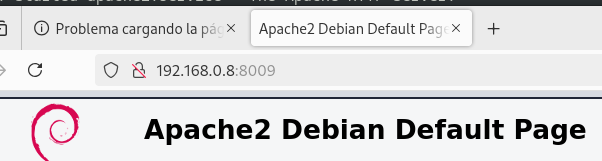 Problema cargando la pág
Apache2 Debian Default Page
192.168.0.8:8009
Apache2 Debian Default Page